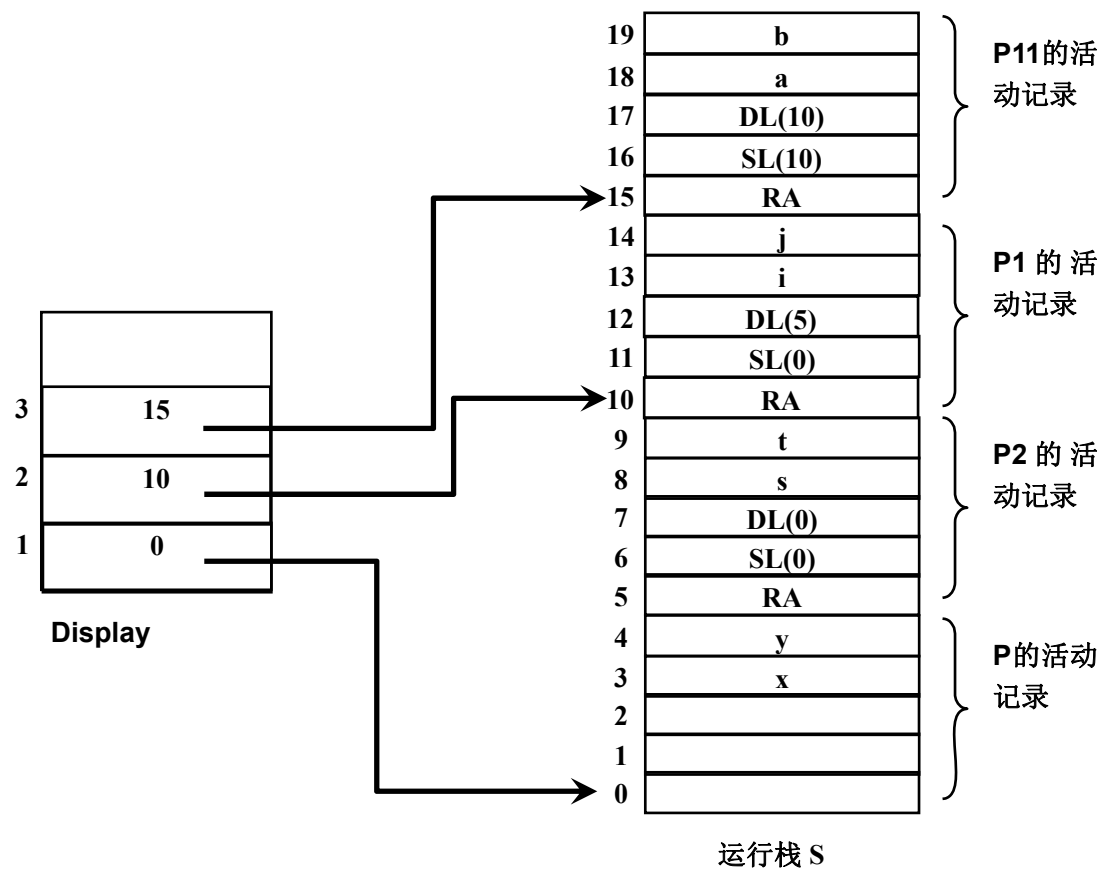 3 15
2 10
1 0
Display
19 b
18 a
17 DL(10)
16 SL(10)
15 RA
14 j
13 i
12 DL(5)
11 SL(0)
10 RA
9 t
8 s
7 DL(0)
6 SL(0)
5 RA
4 y
3 x
2
1
0
P11的活
动记录
P1 的 活
动记录
P2 的 活
动记录
P的活动
记录
运行栈 S